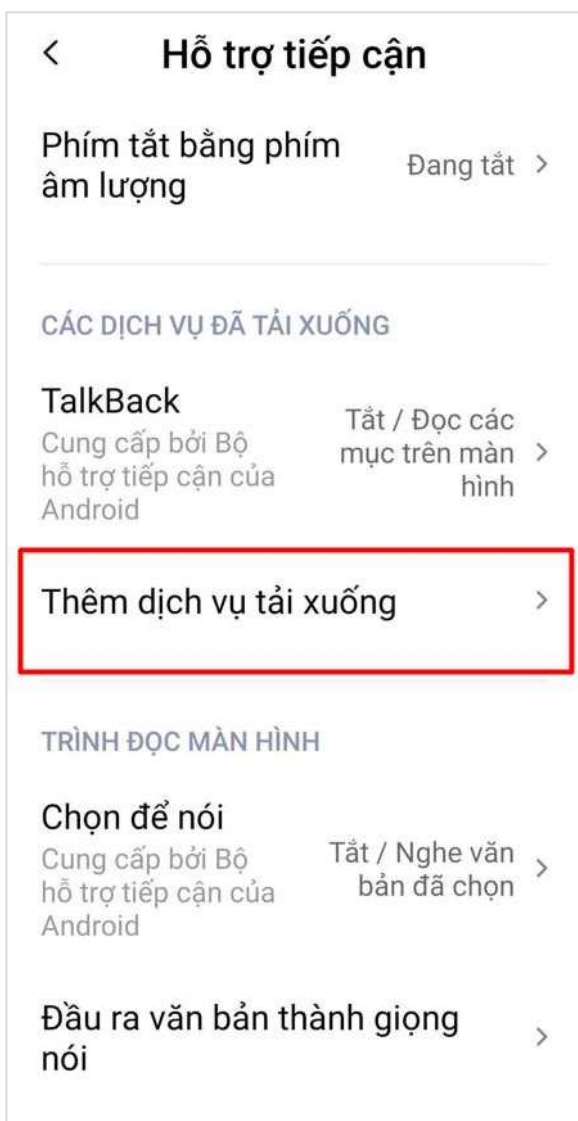 Hỗ trợ tiếp cận
Phím tắt bằng phím
âm lượng
Đang tắt
CÁC DỊCH VỤ ĐÃ TẢI XUỐNG
TalkBack
Cung cấp bởi Bộ
hỗ trợ tiếp cận của
Android
Tắt / Đọc các
mục trên màn
hình
Thêm dịch vụ tải xuống
TRÌNH ĐỌC MÀN HÌNH
Chọn để nói
Cung cấp bởi Bộ
hỗ trợ tiếp cận của
Android
Tắt / Nghe văn
bản đã chọn
Đầu ra văn bản thành giọng
nói